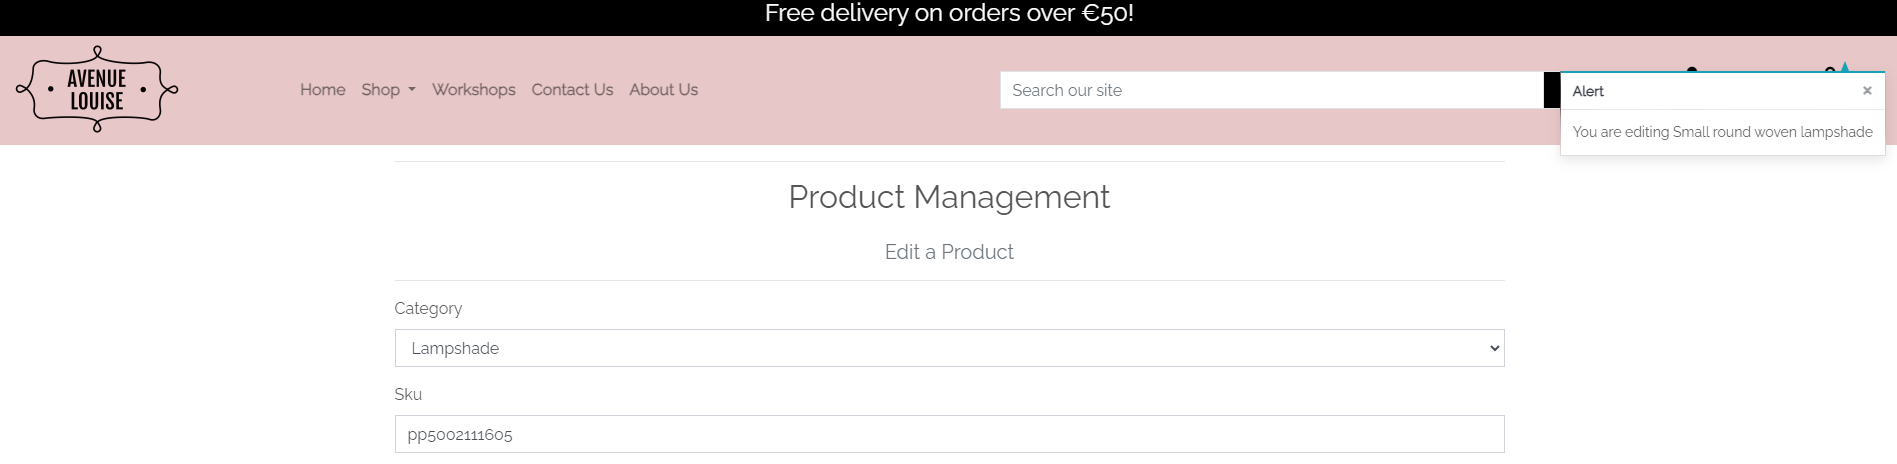 Free delivery on orders over €50!
AVENUE
LOUISE
Home Shop Workshops Contact Us About Us
Search our site
Alert ×
You are editing Small round woven lampshade
Product Management
Edit a Product
Category
Lampshade
Sku
pp5002111605